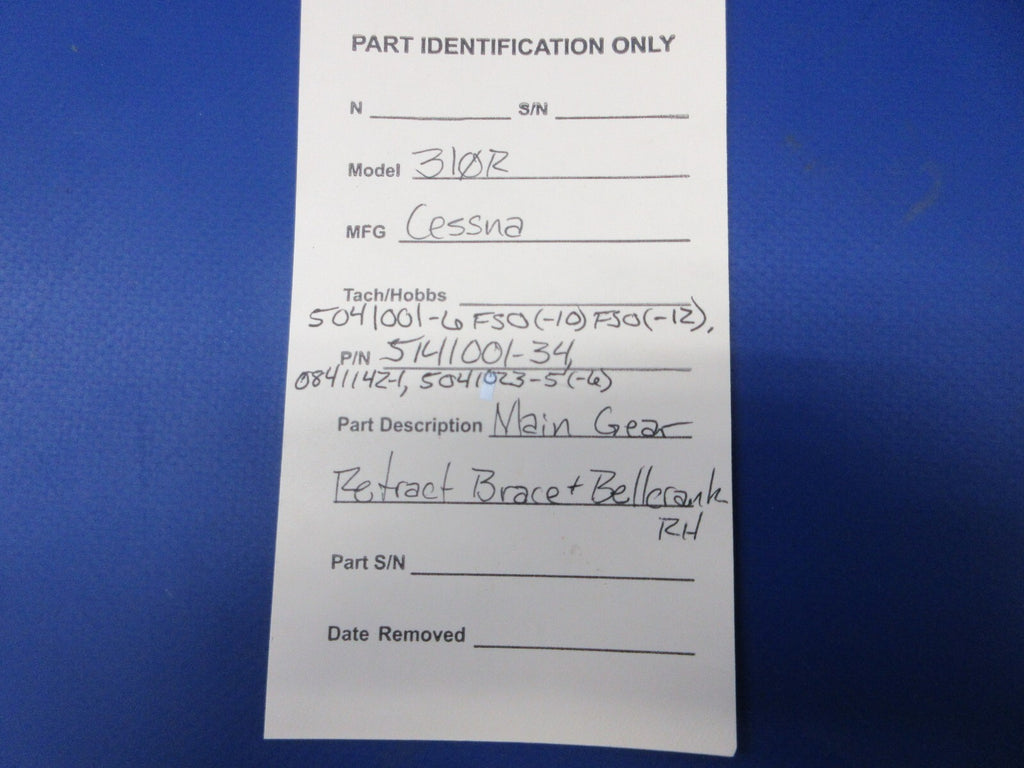 PART IDENTIFICATION ONLY
N S/N
Model 310R
MFG Cessna
Tach/Hobbs
5041001-6 FSO(-10) FSO(-12),
P/N 5141001-34,
0841142-1, 5041023-5(-6)
Part Description Main Gear
Retract Brace + Bellcrank
RH
Part S/N
Date Removed